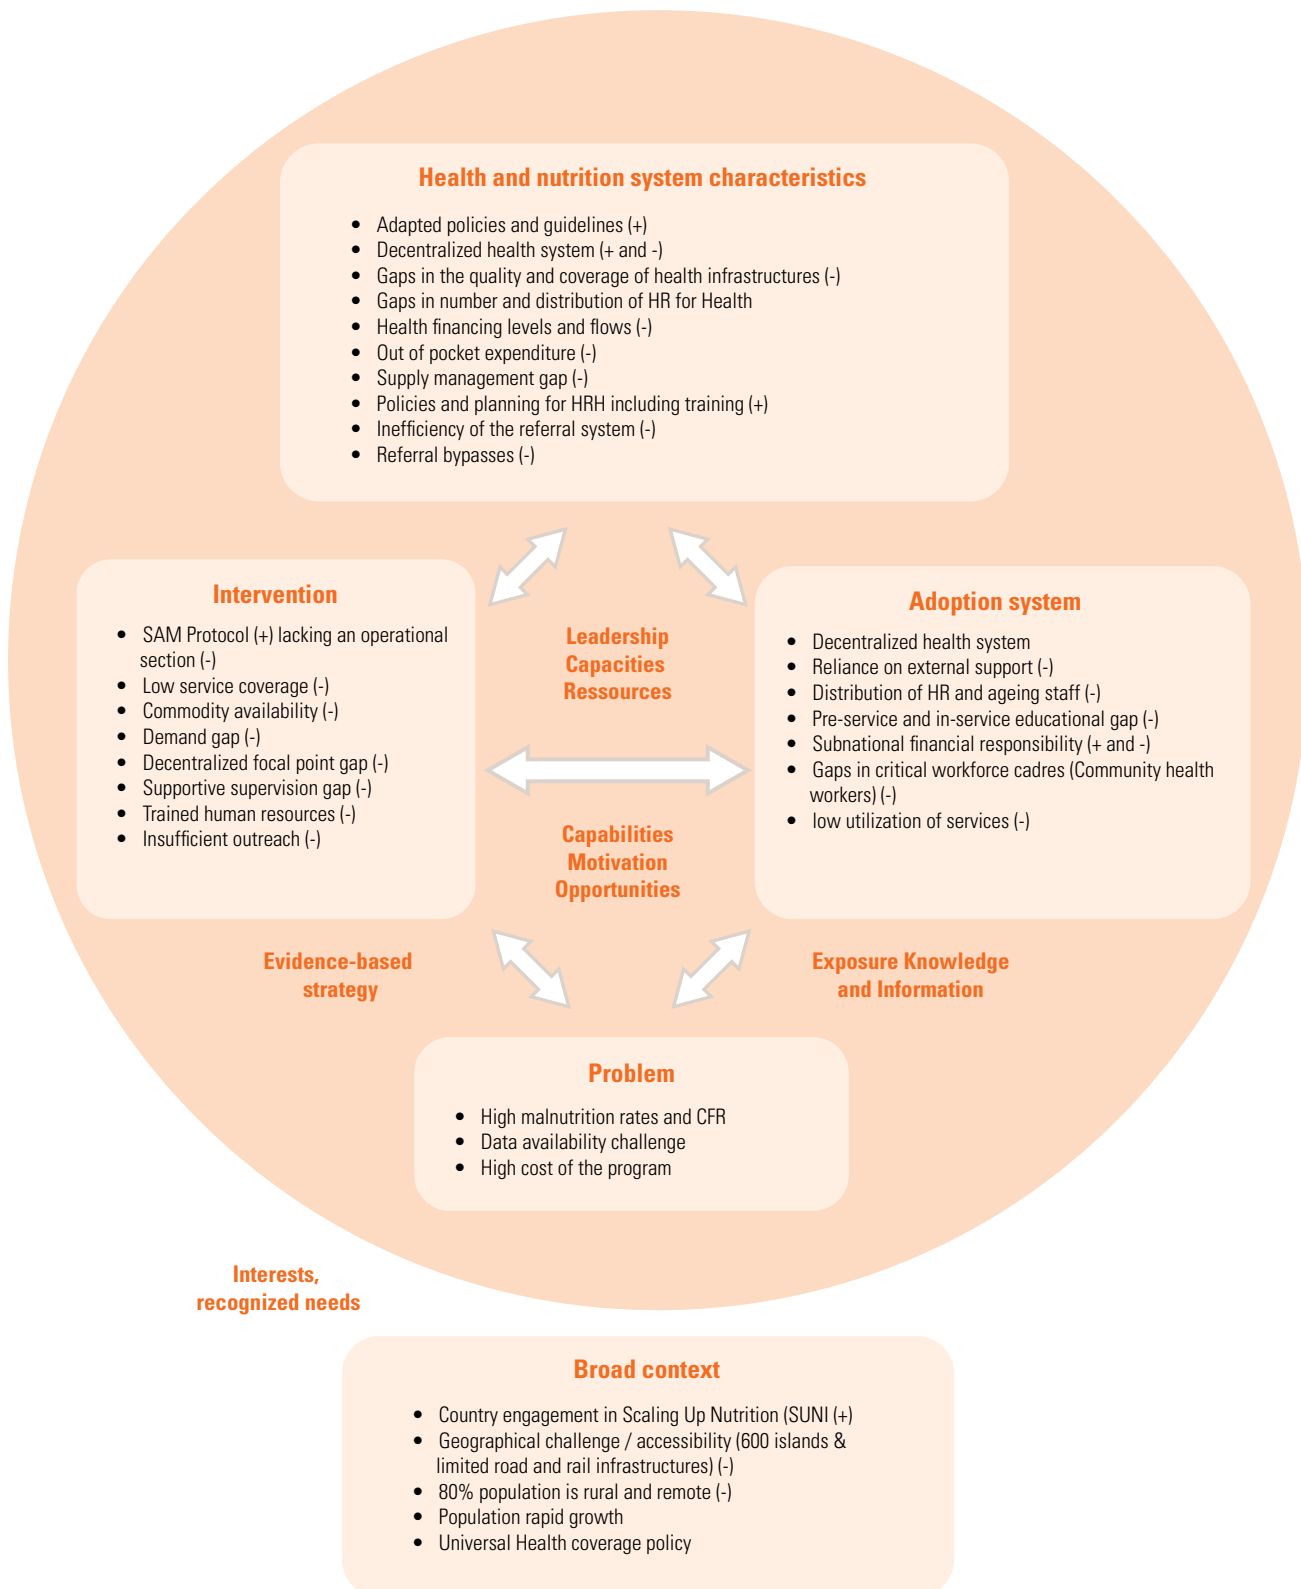 Health and nutrition system characteristics
• Adapted policies and guidelines (+)
• Decentralized health system (+ and -)
• Gaps in the quality and coverage of health infrastructures (-)
• Gaps in number and distribution of HR for Health
• Health financing levels and flows (-)
• Out of pocket expenditure (-)
• Supply management gap (-)
• Policies and planning for HRH including training (+)
• Inefficiency of the referral system (-)
• Referral bypasses (-)
Intervention
• SAM Protocol (+) lacking an operational
section (-)
• Low service coverage (-)
• Commodity availability (-)
• Demand gap (-)
• Decentralized focal point gap (-)
• Supportive supervision gap (-)
• Trained human resources (-)
• Insufficient outreach (-)
Leadership
Capacities
Ressources
Capabilities
Motivation
Opportunities
Adoption system
• Decentralized health system
• Reliance on external support (-)
• Distribution of HR and ageing staff (-)
• Pre-service and in-service educational gap (-)
• Subnational financial responsibility (+ and -)
• Gaps in critical workforce cadres (Community health
workers) (-)
• low utilization of services (-)
Evidence-based
strategy
Exposure Knowledge
and Information
Problem
• High malnutrition rates and CFR
• Data availability challenge
• High cost of the program
Interests,
recognized needs
Broad context
• Country engagement in Scaling Up Nutrition (SUNI (+)
• Geographical challenge / accessibility (600 islands &
limited road and rail infrastructures) (-)
• 80% population is rural and remote (-)
• Population rapid growth
• Universal Health coverage policy